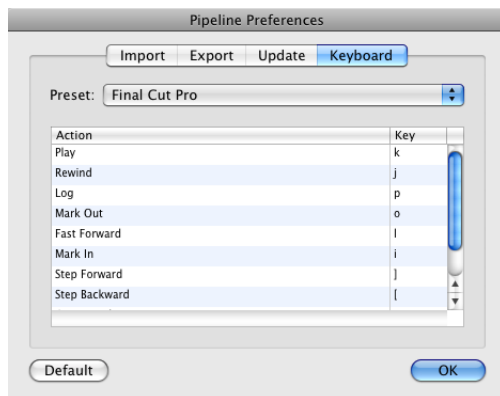 Pipeline Preferences
Import Export Update Keyboard
Preset: Final Cut Pro
Action Key
Play k
Rewind j
Log p
Mark Out o
Fast Forward l
Mark In i
Step Forward ]
Step Backward [
Default OK